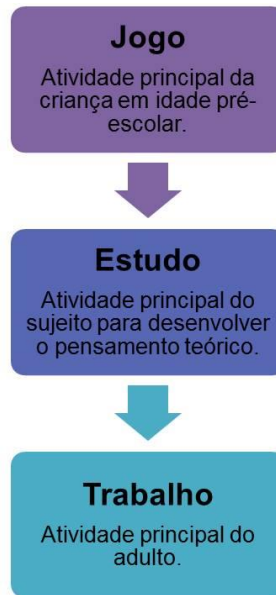 Jogo
Atividade principal da
criança em idade pré-
escolar.
Estudo
Atividade principal do
sujeito para desenvolver
o pensamento teórico.
Trabalho
Atividade principal do
adulto.